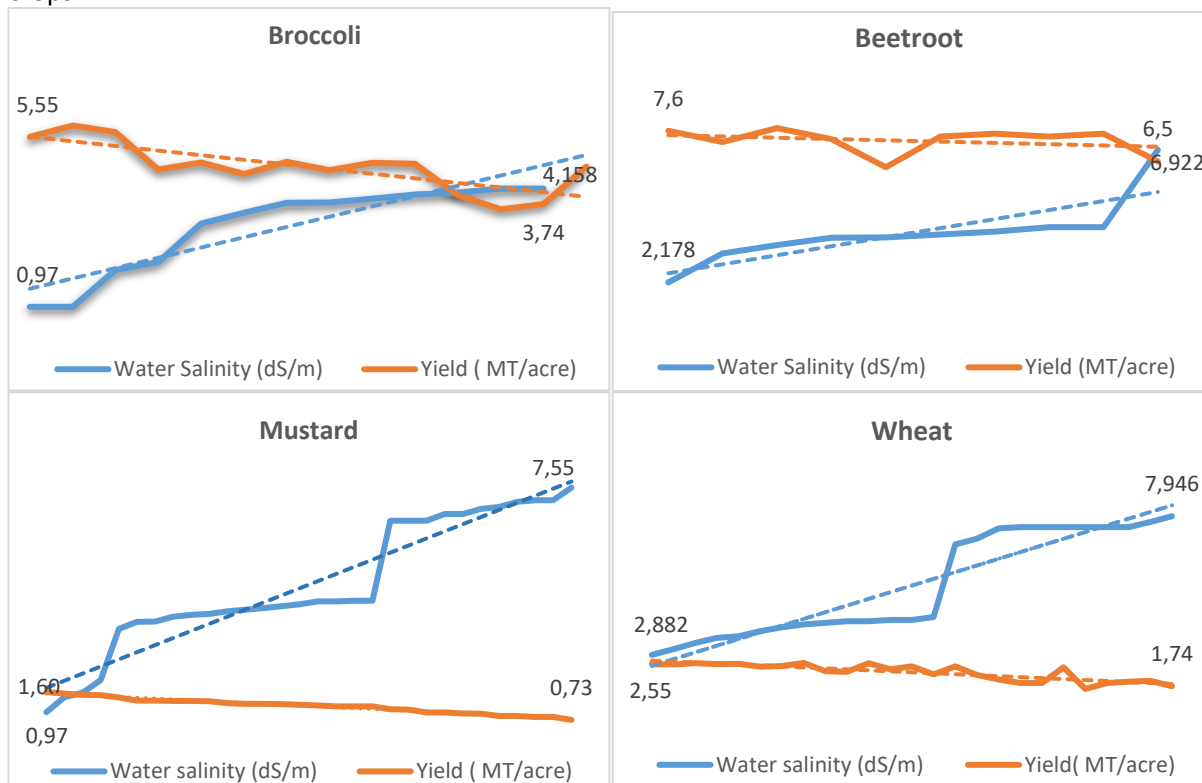 Broccoli
5,55
0,97
4,158
3,74
Water Salinity (dS/m)
Yield ( MT/acre)
Beetroot
7,6
6,5
6,922
2,178
Water Salinity (dS/m)
Yield (MT/acre)
Mustard
7,55
1,60
0,73
0,97
Water salinity (dS/m)
Yield ( MT/acre)
Wheat
7,946
2,882
1,74
2,55
Water salinity (dS/m)
Yield( MT/acre)